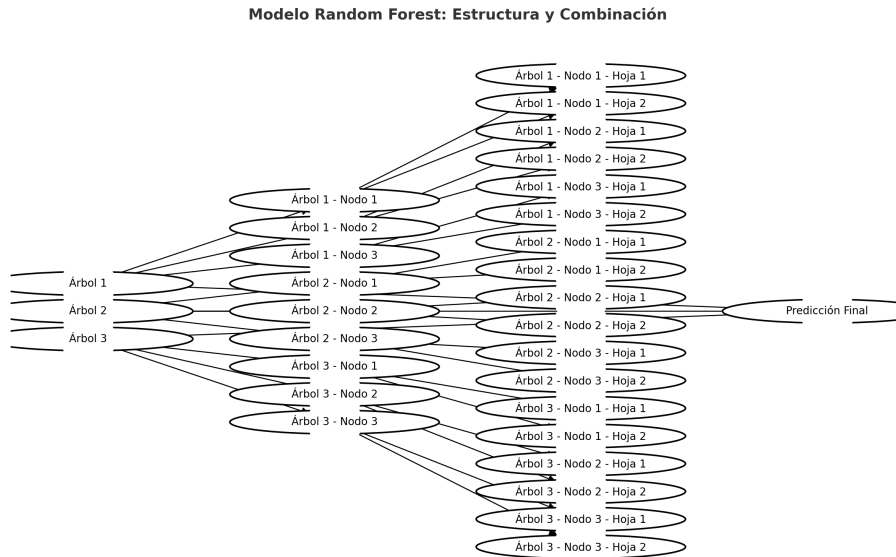 Modelo Random Forest: Estructura y Combinación
Árbol 1
Árbol 2
Árbol 3
Árbol 1 - Nodo 1
Árbol 1 - Nodo 2
Árbol 1 - Nodo 3
Árbol 2 - Nodo 1
Árbol 2 - Nodo 2
Árbol 2 - Nodo 3
Árbol 3 - Nodo 1
Árbol 3 - Nodo 2
Árbol 3 - Nodo 3
Árbol 1 - Nodo 1 - Hoja 1
Árbol 1 - Nodo 1 - Hoja 2
Árbol 1 - Nodo 2 - Hoja 1
Árbol 1 - Nodo 2 - Hoja 2
Árbol 1 - Nodo 3 - Hoja 1
Árbol 1 - Nodo 3 - Hoja 2
Árbol 2 - Nodo 1 - Hoja 1
Árbol 2 - Nodo 1 - Hoja 2
Árbol 2 - Nodo 2 - Hoja 1
Árbol 2 - Nodo 2 - Hoja 2
Árbol 2 - Nodo 3 - Hoja 1
Árbol 2 - Nodo 3 - Hoja 2
Árbol 3 - Nodo 1 - Hoja 1
Árbol 3 - Nodo 1 - Hoja 2
Árbol 3 - Nodo 2 - Hoja 1
Árbol 3 - Nodo 2 - Hoja 2
Árbol 3 - Nodo 3 - Hoja 1
Árbol 3 - Nodo 3 - Hoja 2
Predicción Final